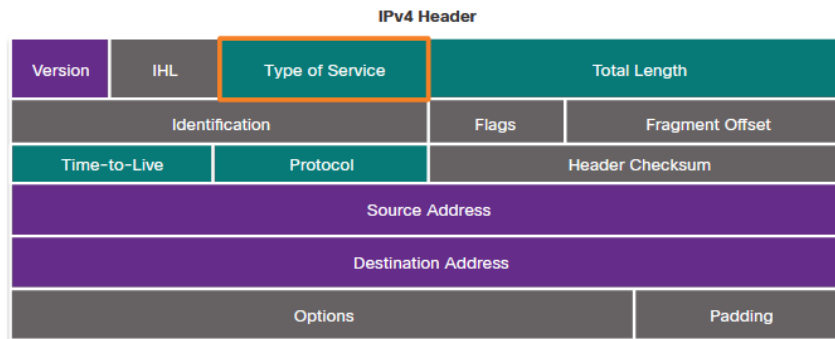 IPv4 Header
Version IHL Type of Service Total Length
Identification Flags Fragment Offset
Time-to-Live Protocol Header Checksum
Source Address
Destination Address
Options Padding